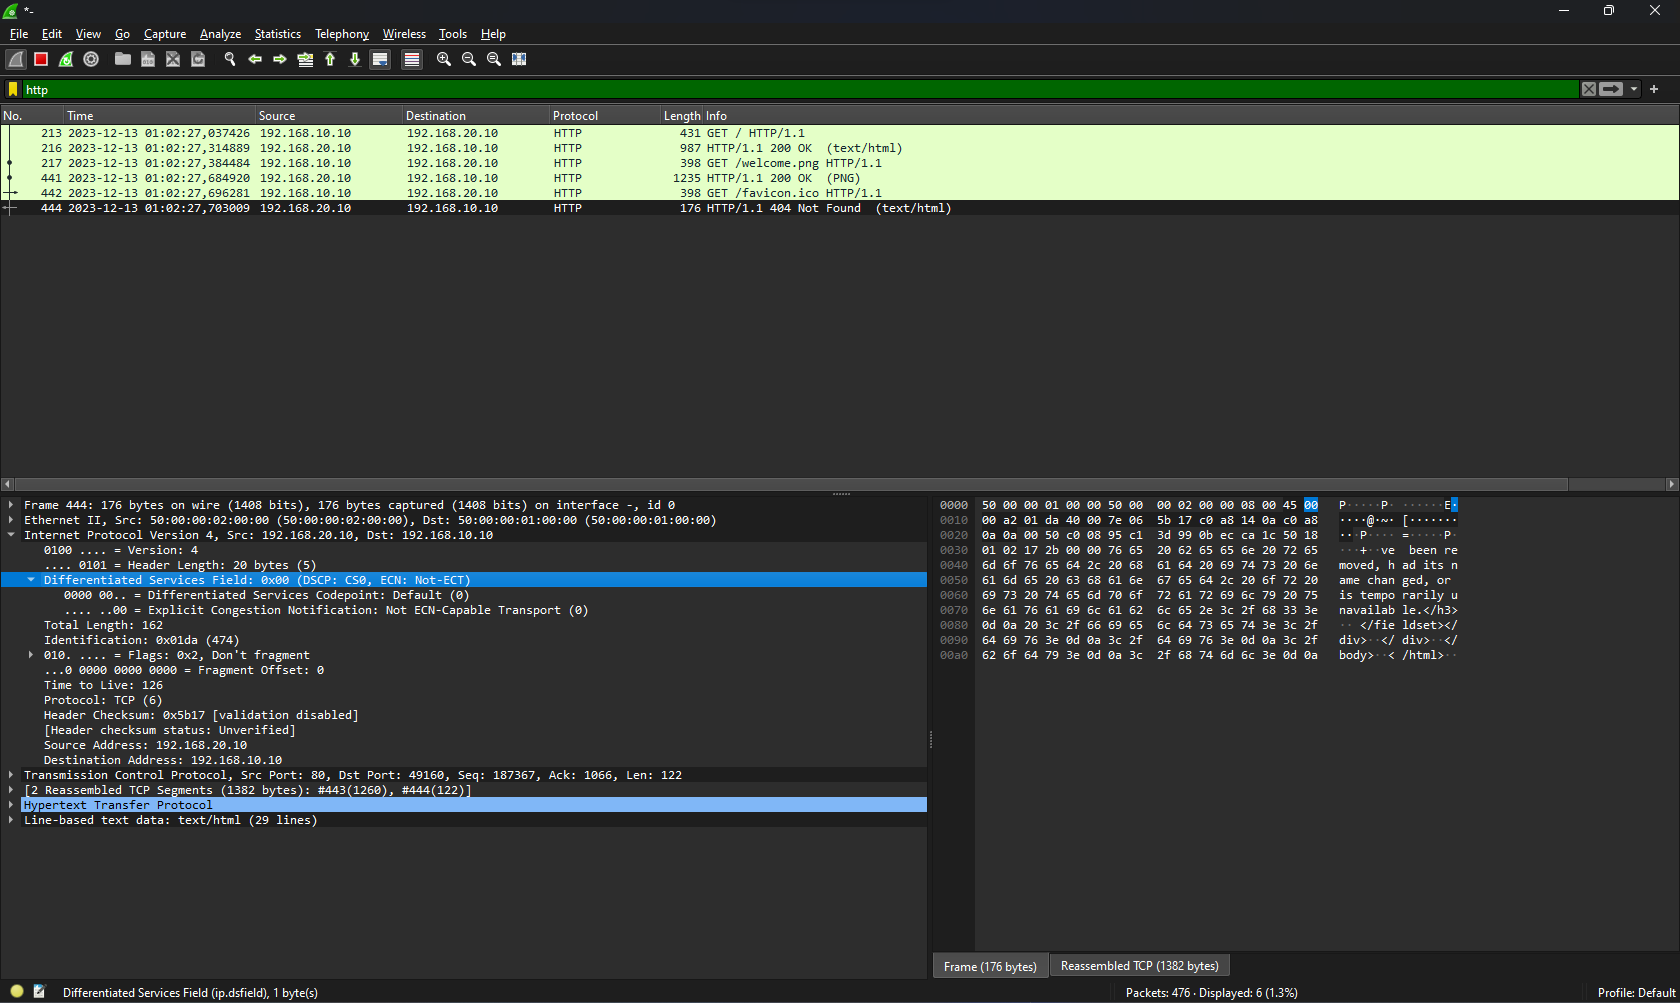 *-
File Edit View Go Capture Analyze Statistics Telephony Wireless Tools Help
http
No. Time Source Destination Protocol Length Info
213 2023-12-13 01:02:27,037426 192.168.10.10 192.168.20.10 HTTP 431 GET / HTTP/1.1
216 2023-12-13 01:02:27,314889 192.168.20.10 192.168.10.10 HTTP 987 HTTP/1.1 200 OK (text/html)
217 2023-12-13 01:02:27,384484 192.168.10.10 192.168.20.10 HTTP 398 GET /welcome.png HTTP/1.1
441 2023-12-13 01:02:27,684920 192.168.20.10 192.168.10.10 HTTP 1235 HTTP/1.1 200 OK (PNG)
442 2023-12-13 01:02:27,696281 192.168.10.10 192.168.20.10 HTTP 398 GET /favicon.ico HTTP/1.1
444 2023-12-13 01:02:27,703009 192.168.20.10 192.168.10.10 HTTP 176 HTTP/1.1 404 Not Found (text/html)
Frame 444: 176 bytes on wire (1408 bits), 176 bytes captured (1408 bits) on interface -, id 0
Ethernet II, Src: 50:00:00:02:00:00 (50:00:00:02:00:00), Dst: 50:00:00:01:00:00 (50:00:00:01:00:00)
Internet Protocol Version 4, Src: 192.168.20.10, Dst: 192.168.10.10
0100 .... = Version: 4
.... 0101 = Header Length: 20 bytes (5)
Differentiated Services Field: 0x00 (DSCP: CS0, ECN: Not-ECT)
0000 00.. = Differentiated Services Codepoint: Default (0)
.... ..00 = Explicit Congestion Notification: Not ECN-Capable Transport (0)
Total Length: 162
Identification: 0x01da (474)
010. .... = Flags: 0x2, Don't fragment
...0 0000 0000 0000 = Fragment Offset: 0
Time to Live: 126
Protocol: TCP (6)
Header Checksum: 0x5b17 [validation disabled]
[Header checksum status: Unverified]
Source Address: 192.168.20.10
Destination Address: 192.168.10.10
Transmission Control Protocol, Src Port: 80, Dst Port: 49160, Seq: 187367, Ack: 1066, Len: 122
[2 Reassembled TCP Segments (1382 bytes): #443(1260), #444(122)]
Hypertext Transfer Protocol
Line-based text data: text/html (29 lines)
0000 50 00 00 01 00 00 50 00 00 02 00 00 08 00 45 00 P·····P· ······E·
0010 00 a2 01 da 40 00 7e 06 5b 17 c0 a8 14 0a c0 a8 ····@·~· [·······
0020 0a 0a 00 50 c0 08 95 c1 3d 99 0b ec ca 1c 50 18 ···P···· =·····P·
0030 01 02 17 2b 00 00 76 65 20 62 65 65 6e 20 72 65 ···+··ve been re
0040 6d 6f 76 65 64 2c 20 68 61 64 20 69 74 73 20 6e moved, h ad its n
0050 61 6d 65 20 63 68 61 6e 67 65 64 2c 20 6f 72 20 ame chan ged, or
0060 69 73 20 74 65 6d 70 6f 72 61 72 69 6c 79 20 75 is tempo rarily u
0070 6e 61 76 61 69 6c 61 62 6c 65 2e 3c 2f 68 33 3e navailab le.</h3>
0080 0d 0a 20 3c 2f 66 69 65 6c 64 73 65 74 3e 3c 2f ·· </fie ldset></
0090 64 69 76 3e 0d 0a 3c 2f 64 69 76 3e 0d 0a 3c 2f div>··</ div>··</
00a0 62 6f 64 79 3e 0d 0a 3c 2f 68 74 6d 6c 3e 0d 0a body>··< /html>··
Frame (176 bytes) Reassembled TCP (1382 bytes)
Differentiated Services Field (ip.dsfield), 1 byte(s) Packets: 476 · Displayed: 6 (1.3%) Profile: Default